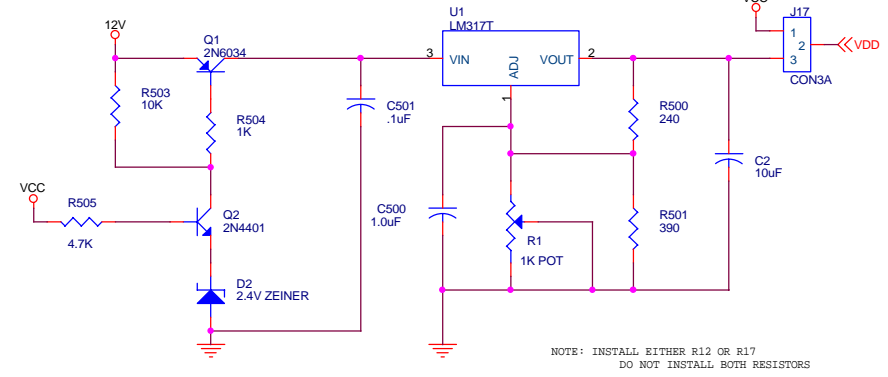 VCC
J17
U1
LM317T
12V
Q1
2N6034
3
VIN
ADJ
VOUT
2
1
1
2
3
VDD
CON3A
R503
10K
R504
1K
C501
.1uF
R500
240
C2
10uF
VCC
R505
4.7K
Q2
2N4401
C500
1.0uF
R1
1K POT
R501
390
D2
2.4V ZEINER
NOTE: INSTALL EITHER R12 OR R17
DO NOT INSTALL BOTH RESISTORS